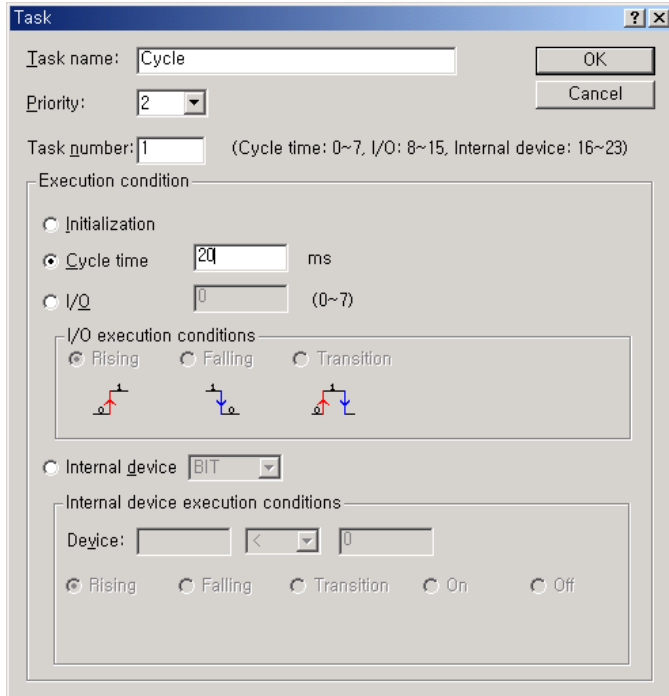 Task
Task name: Cycle OK
Priority: 2 Cancel
Task number: 1 (Cycle time: 0~7, I/O: 8~15, Internal device: 16~23)
Execution condition
Initialization
Cycle time 20 ms
I/O 0 (0~7)
I/O execution conditions
Rising Falling Transition
0 1 1 0 0 1
Internal device BIT
Internal device execution conditions
Device: < 0
Rising Falling Transition On Off